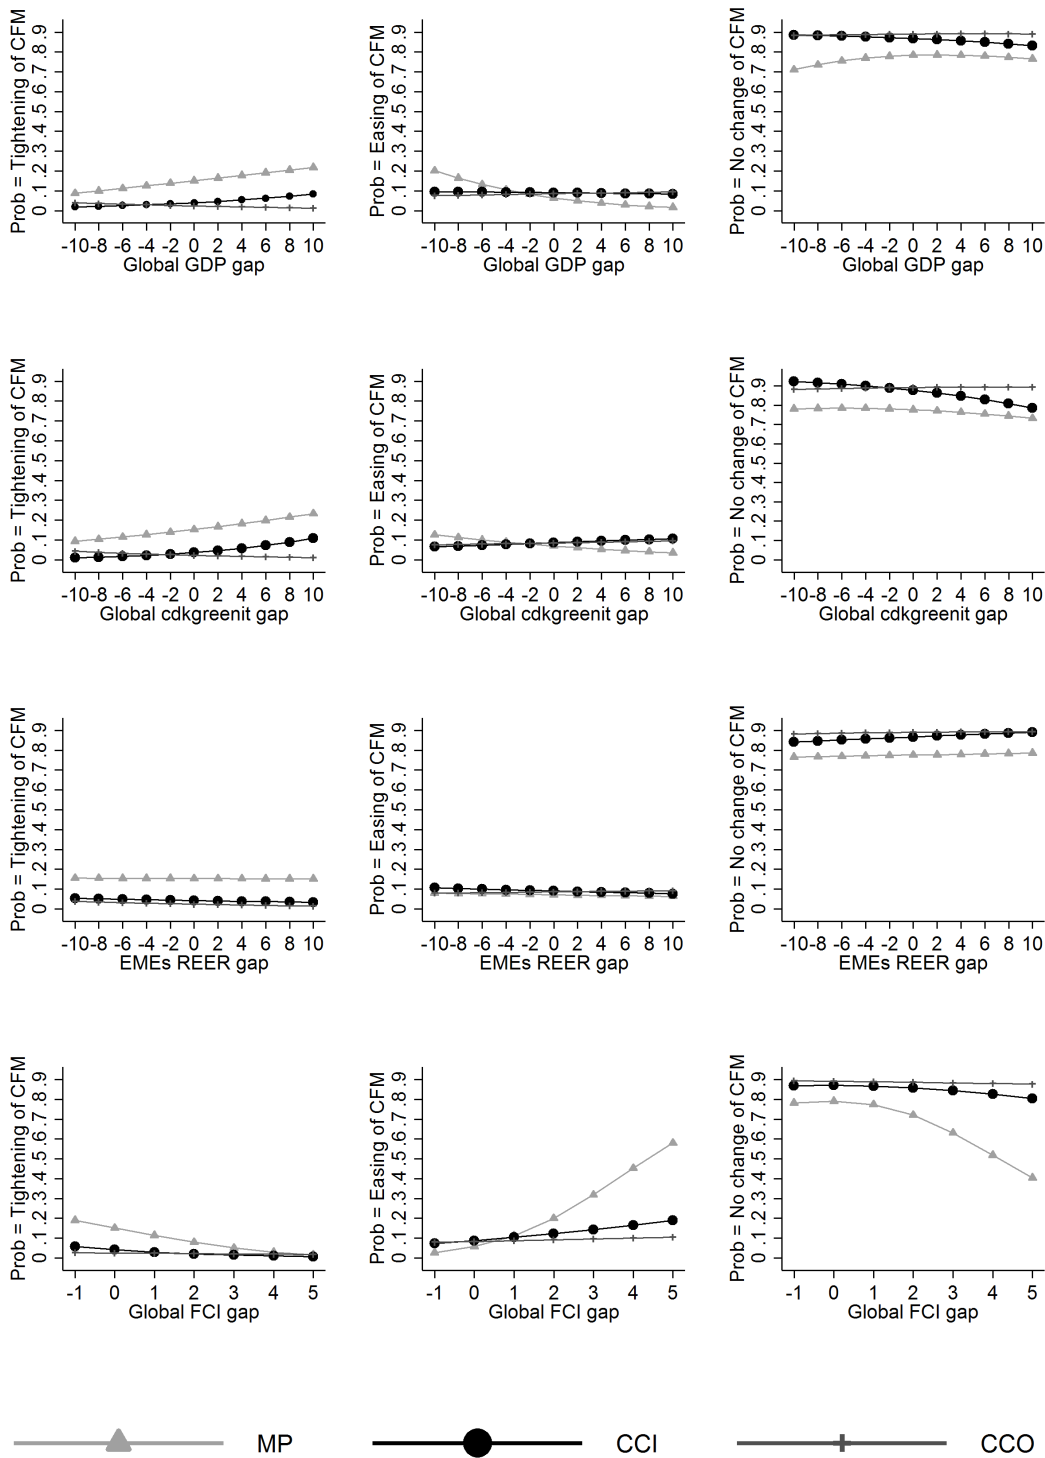 Prob = Tightening of CFM
0 .1 .2 .3 .4 .5 .6 .7 .8 .9
-10 -8 -6 -4 -2 0 2 4 6 8 10
Global GDP gap
Prob = Easing of CFM
0 .1 .2 .3 .4 .5 .6 .7 .8 .9
-10 -8 -6 -4 -2 0 2 4 6 8 10
Global GDP gap
Prob = No change of CFM
0 .1 .2 .3 .4 .5 .6 .7 .8 .9
-10 -8 -6 -4 -2 0 2 4 6 8 10
Global GDP gap
Prob = Tightening of CFM
0 .1 .2 .3 .4 .5 .6 .7 .8 .9
-10 -8 -6 -4 -2 0 2 4 6 8 10
Global cdkgreenit gap
Prob = Easing of CFM
0 .1 .2 .3 .4 .5 .6 .7 .8 .9
-10 -8 -6 -4 -2 0 2 4 6 8 10
Global cdkgreenit gap
Prob = No change of CFM
0 .1 .2 .3 .4 .5 .6 .7 .8 .9
-10 -8 -6 -4 -2 0 2 4 6 8 10
Global cdkgreenit gap
Prob = Tightening of CFM
0 .1 .2 .3 .4 .5 .6 .7 .8 .9
-10 -8 -6 -4 -2 0 2 4 6 8 10
EMEs REER gap
Prob = Easing of CFM
0 .1 .2 .3 .4 .5 .6 .7 .8 .9
-10 -8 -6 -4 -2 0 2 4 6 8 10
EMEs REER gap
Prob = No change of CFM
0 .1 .2 .3 .4 .5 .6 .7 .8 .9
-10 -8 -6 -4 -2 0 2 4 6 8 10
EMEs REER gap
Prob = Tightening of CFM
0 .1 .2 .3 .4 .5 .6 .7 .8 .9
-1 0 1 2 3 4 5
Global FCI gap
Prob = Easing of CFM
0 .1 .2 .3 .4 .5 .6 .7 .8 .9
-1 0 1 2 3 4 5
Global FCI gap
Prob = No change of CFM
0 .1 .2 .3 .4 .5 .6 .7 .8 .9
-1 0 1 2 3 4 5
Global FCI gap
MP CCI CCO